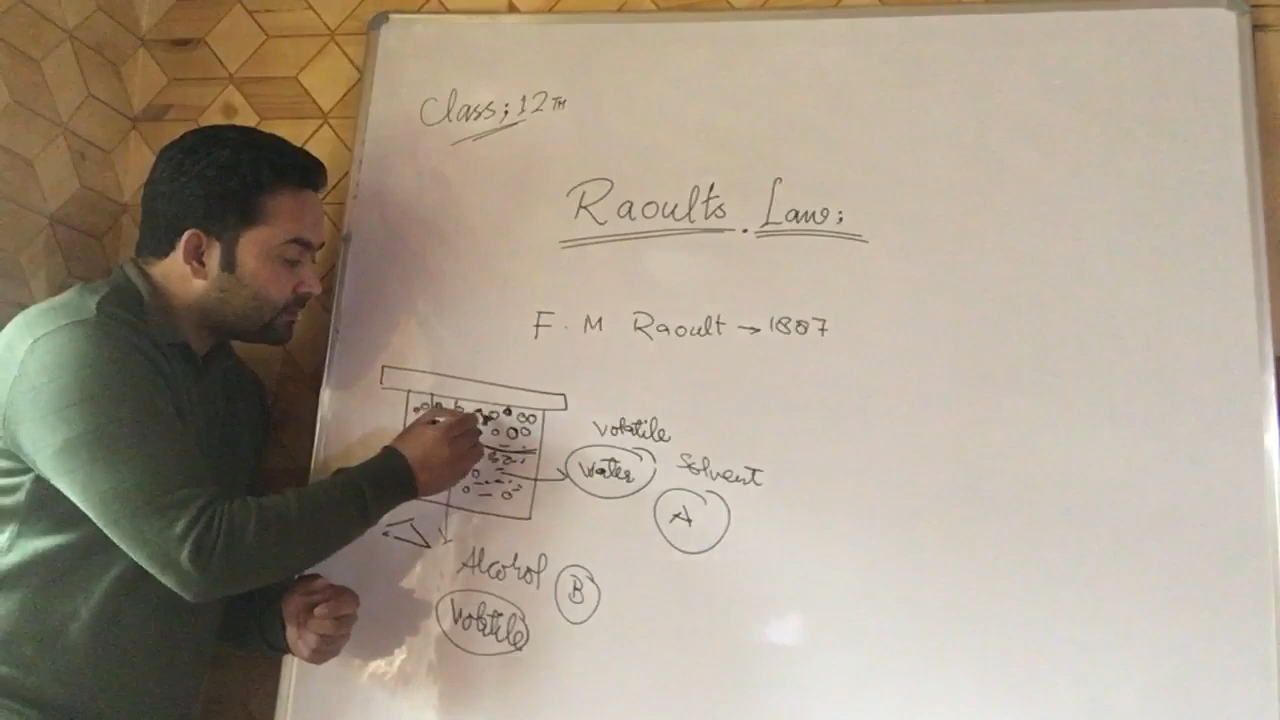 Class; 12TH
Raoults. Law:
F. M Raoult → 1887
Volatile
Water
Solvent
A
Alcohol B
Volatile